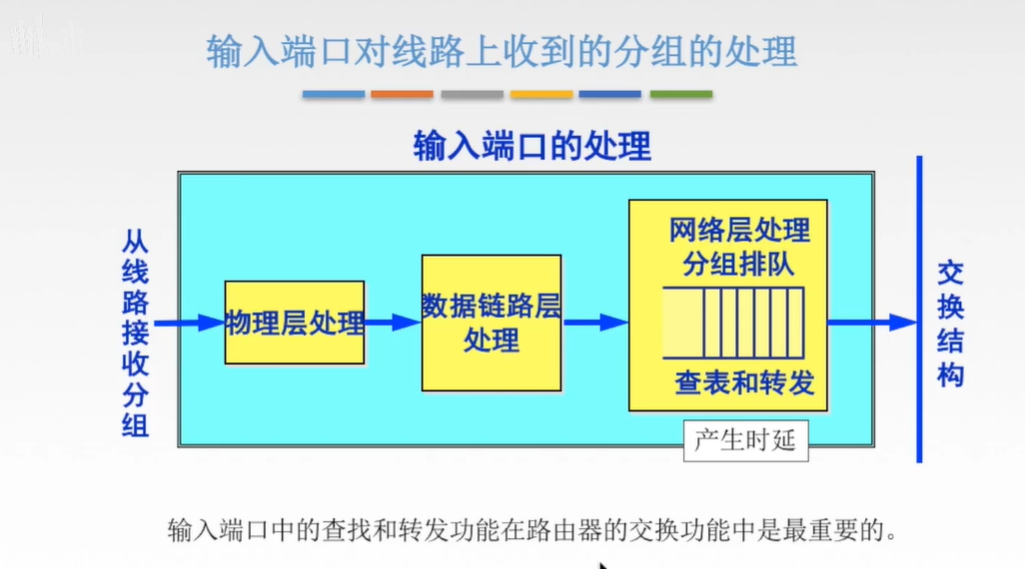 输入端口对线路上收到的分组的处理
输入端口的处理
从线路接收分组
物理层处理
数据链路层
处理
网络层处理
分组排队
查表和转发
产生时延
交换结构
输入端口中的查找和转发功能在路由器的交换功能中是最重要的。